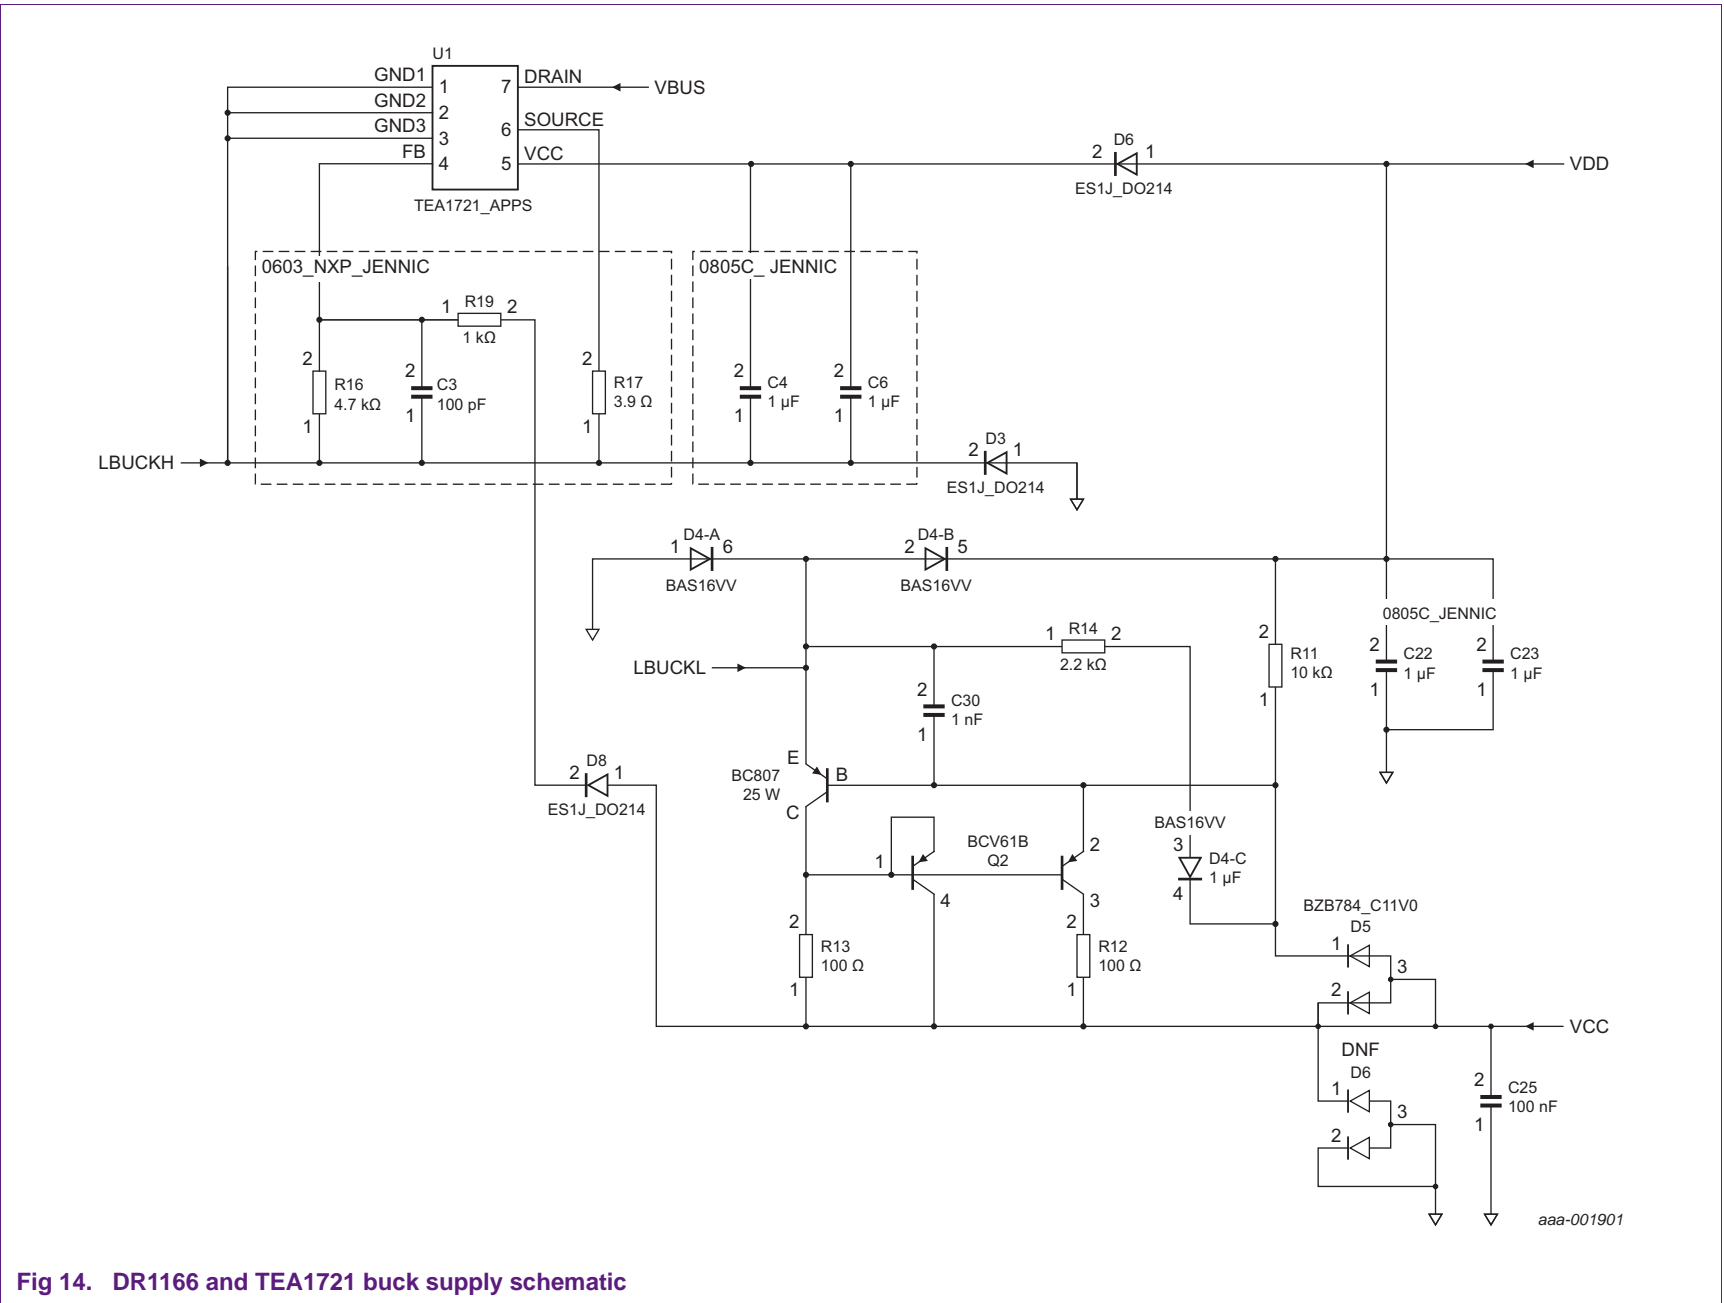 U1
GND1 1 7 DRAIN VBUS
GND2 2
GND3 3 6 SOURCE
FB 4 5 VCC
TEA1721_APPS
2 D6 1
ES1J_DO214
VDD
0603_NXP_JENNIC
0805C_ JENNIC
1 R19 2
1 kΩ
2 R16 4.7 kΩ 1
2 C3 100 pF 1
2 R17 3.9 Ω 1
2 C4 1 µF 1
2 C6 1 µF 1
LBUCKH
2 D3 1
ES1J_DO214
1 D4-A 6
BAS16VV
2 D4-B 5
BAS16VV
0805C_JENNIC
LBUCKL
1 R14 2
2.2 kΩ
2 R11 10 kΩ 1
2 C22 1 µF 1
2 C23 1 µF 1
2 C30 1 nF 1
2 D8 1
ES1J_DO214
E
BC807
25 W
B
C
1
4
BCV61B
Q2
2
3
BAS16VV
3 D4-C 1 µF 4
2 R13 100 Ω 1
2 R12 100 Ω 1
BZB784_C11V0
D5
1
3
2
VCC
DNF
D6
1
3
2
2 C25 100 nF 1
aaa-001901
Fig 14. DR1166 and TEA1721 buck supply schematic